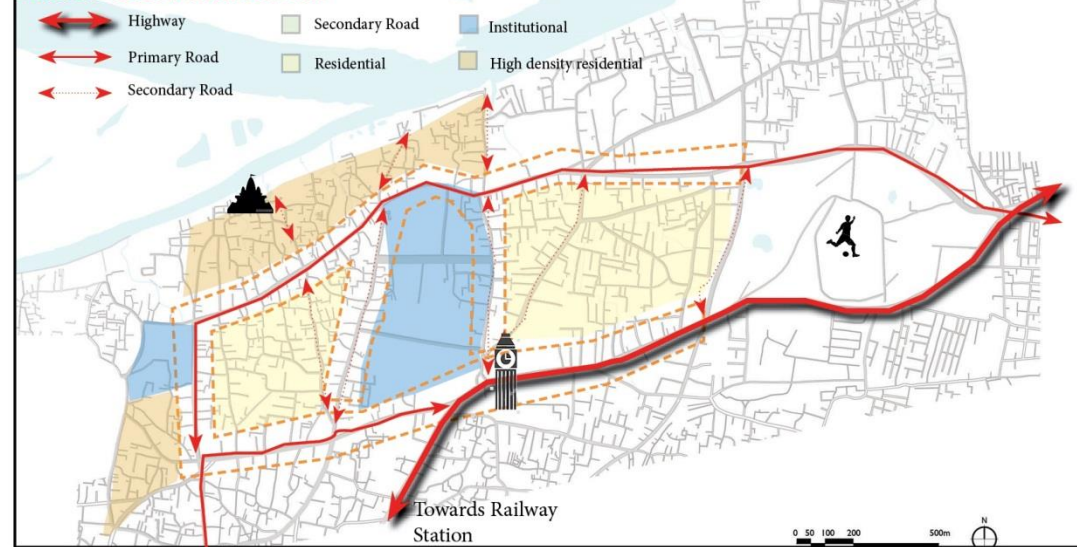 Highway
Primary Road
Secondary Road
Secondary Road
Residential
Institutional
High density residential
Towards Railway
Station
0 50 100 200 500m
N